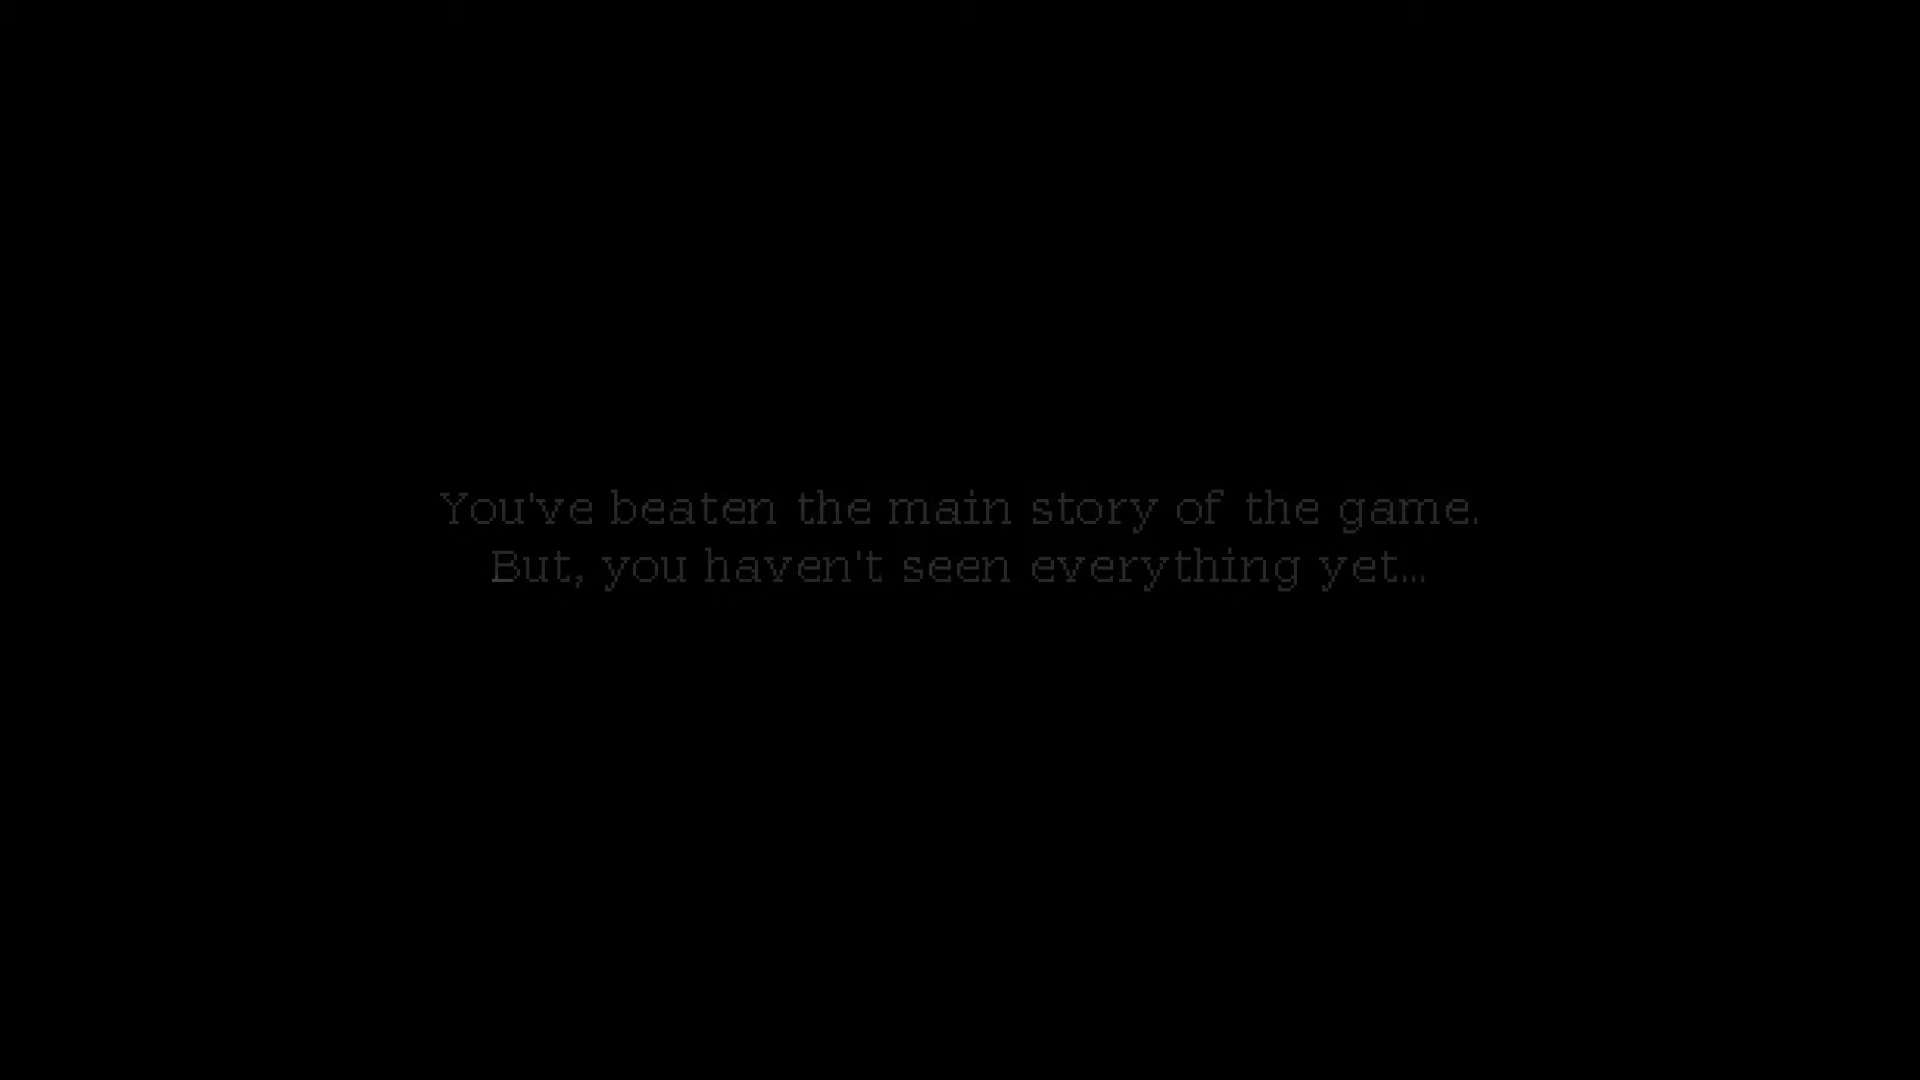 You've beaten the main story of the game.
But, you haven't seen everything yet...